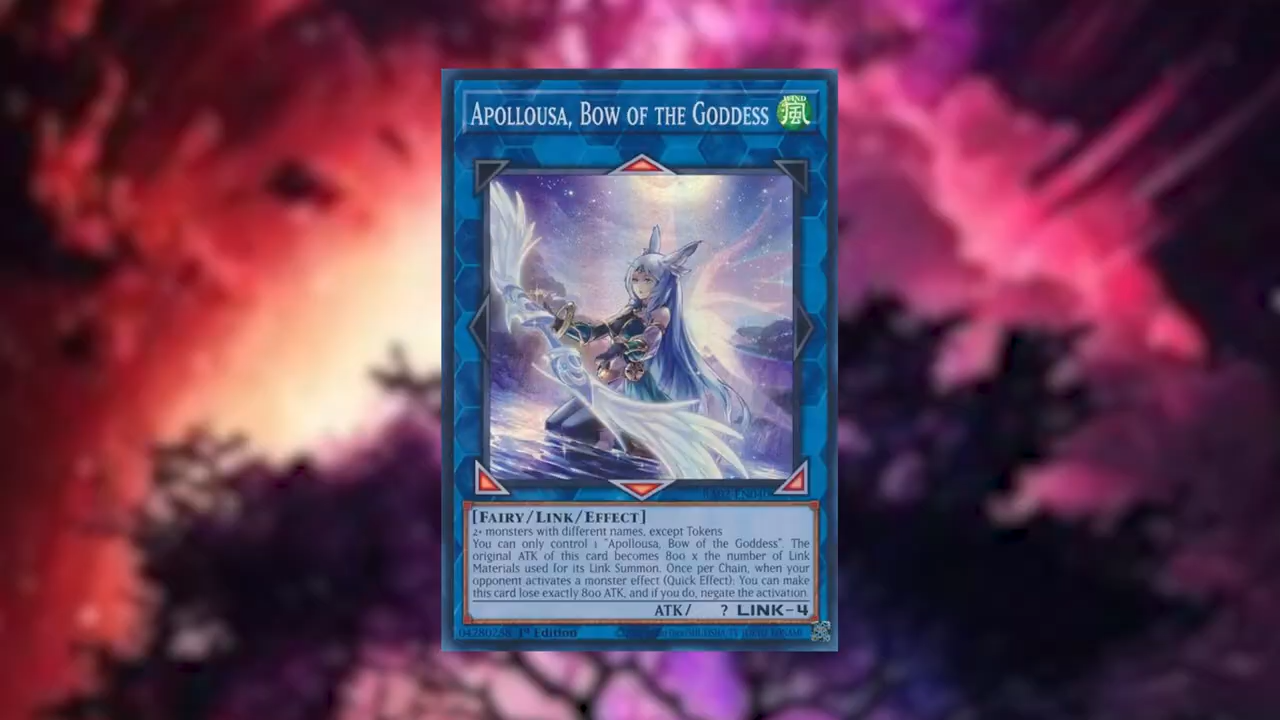 APOLLOUSA, BOW OF THE GODDESS
WIND
風
[FAIRY/LINK/EFFECT]
2+ monsters with different names, except Tokens
You can only control 1 "Apollousa, Bow of the Goddess". The
original ATK of this card becomes 800 x the number of Link
Materials used for its Link Summon. Once per Chain, when your
opponent activates a monster effect (Quick Effect): You can make
this card lose exactly 800 ATK, and if you do, negate the activation.
ATK/ ? LINK-4
04280258 1st Edition